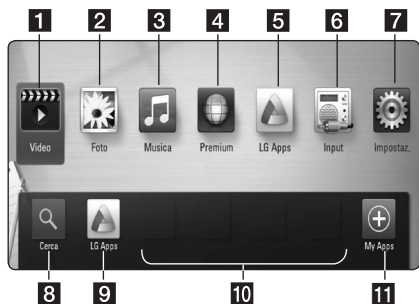 1 2 3 4 5 6 7
Video Foto Musica Premium LG Apps Input Impostaz.
Cerca LG Apps My Apps
8 9 10 11